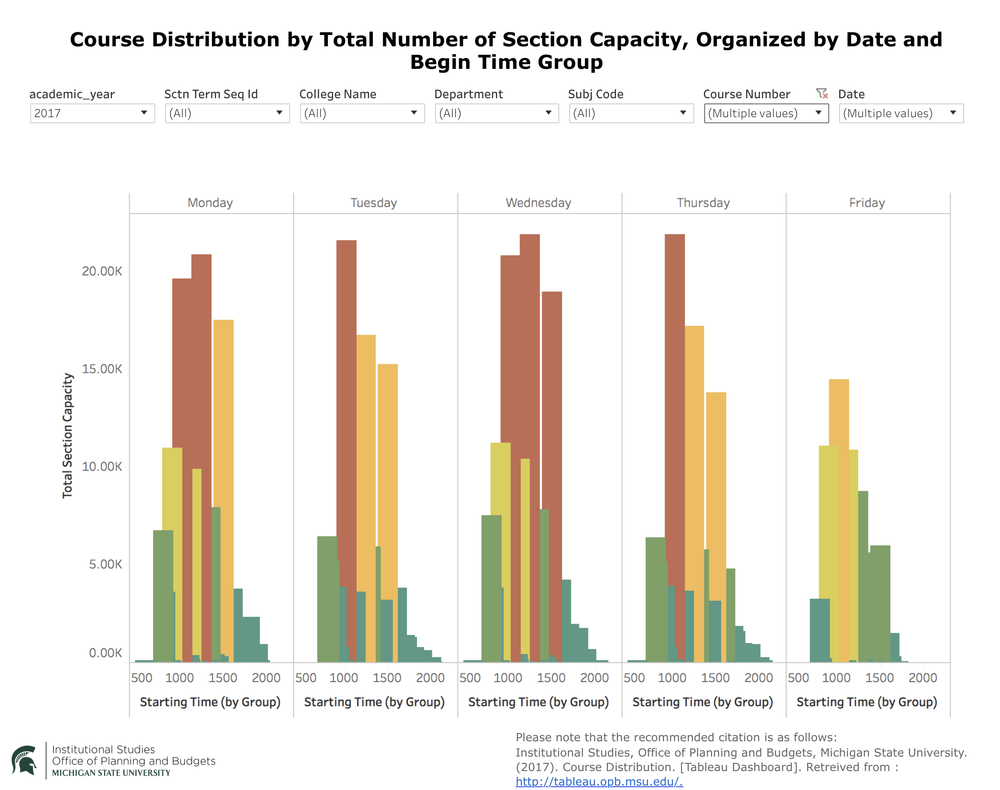 Course Distribution by Total Number of Section Capacity, Organized by Date and
Begin Time Group
academic_year Sctn Term Seq Id College Name Department Subj Code Course Number Date
2017 (All) (All) (All) (All) (Multiple values) (Multiple values)
Monday Tuesday Wednesday Thursday Friday
Total Section Capacity
20.00K
15.00K
10.00K
5.00K
0.00K
500 1000 1500 2000 500 1000 1500 2000 500 1000 1500 2000 500 1000 1500 2000 500 1000 1500 2000
Starting Time (by Group) Starting Time (by Group) Starting Time (by Group) Starting Time (by Group) Starting Time (by Group)
Institutional Studies
Office of Planning and Budgets
MICHIGAN STATE UNIVERSITY
Please note that the recommended citation is as follows:
Institutional Studies, Office of Planning and Budgets, Michigan State University.
(2017). Course Distribution. [Tableau Dashboard]. Retreived from :
http://tableau.opb.msu.edu/.